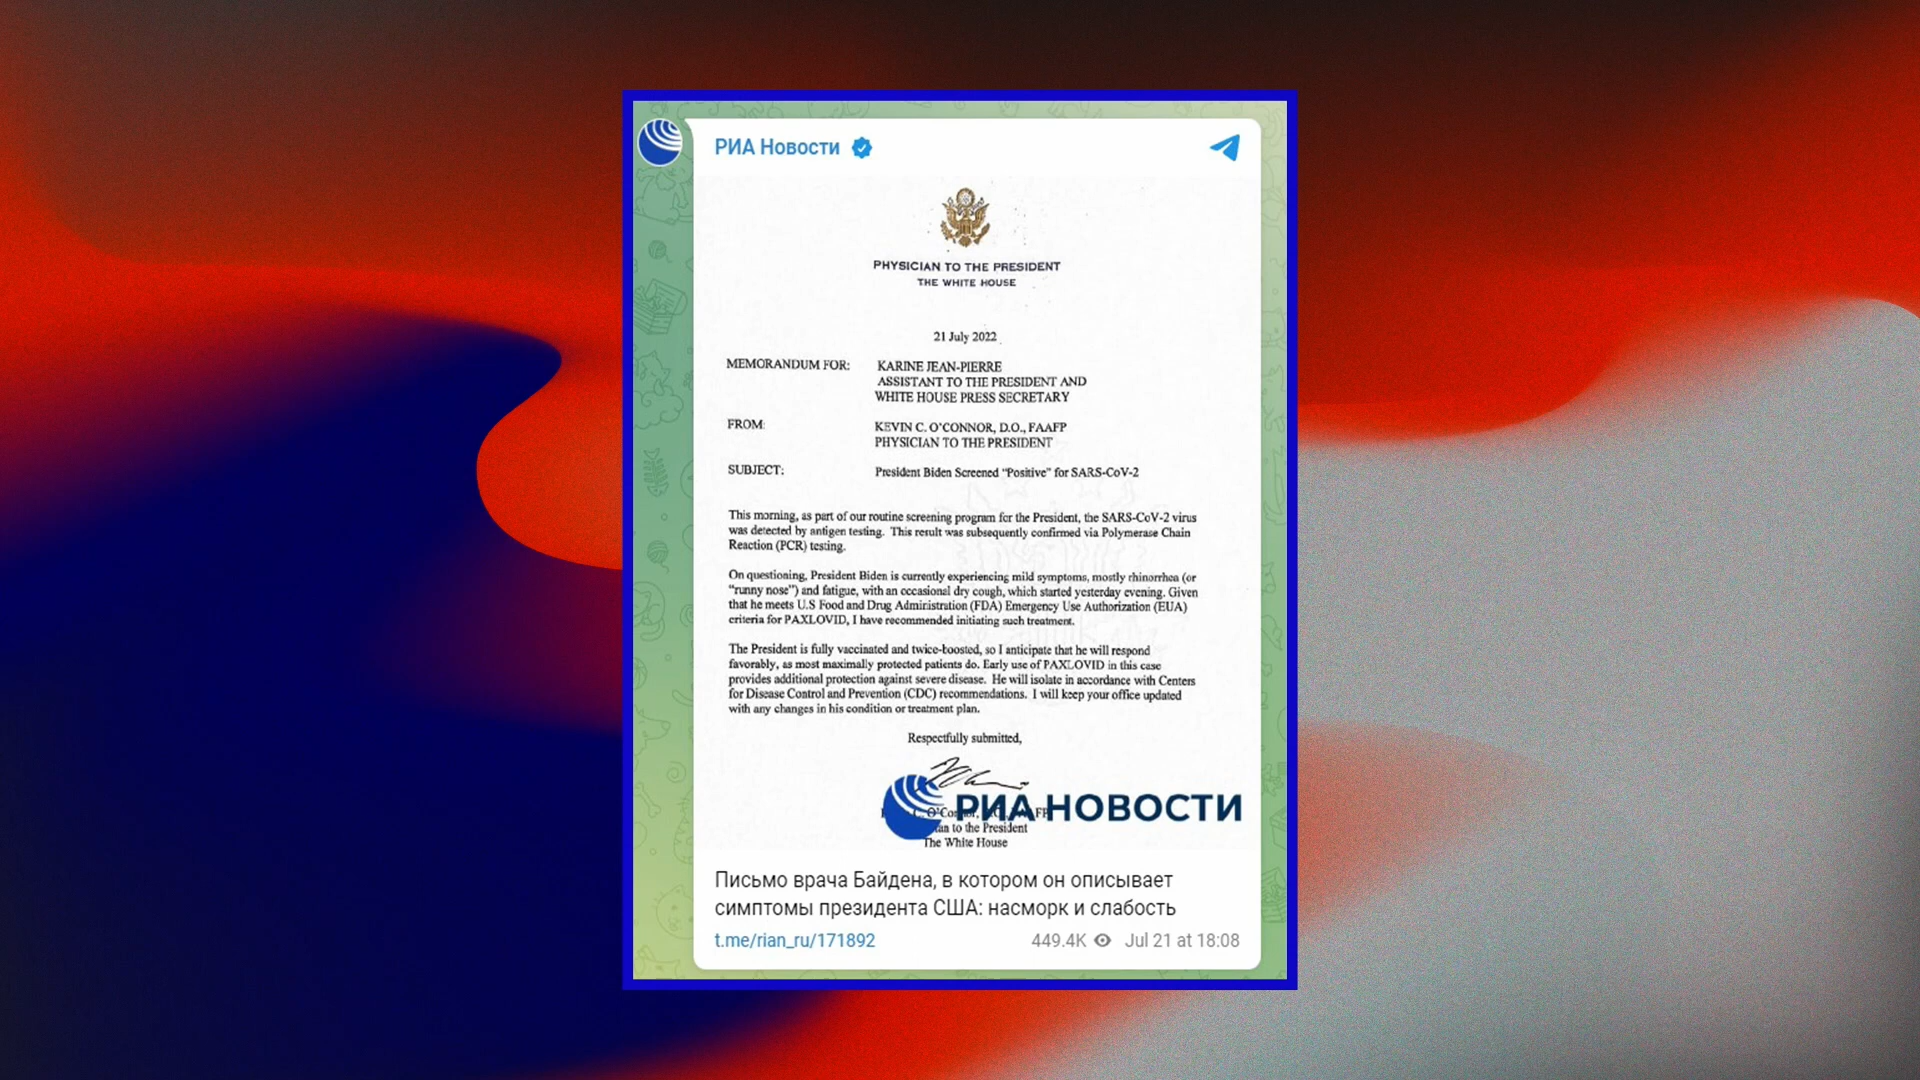 РИА Новости
PHYSICIAN TO THE PRESIDENT
THE WHITE HOUSE
21 July 2022
MEMORANDUM FOR: KARINE JEAN-PIERRE
ASSISTANT TO THE PRESIDENT AND
WHITE HOUSE PRESS SECRETARY
FROM: KEVIN C. O'CONNOR, D.O., FAAFP
PHYSICIAN TO THE PRESIDENT
SUBJECT: President Biden Screened “Positive” for SARS-CoV-2
This morning, as part of our routine screening program for the President, the SARS-CoV-2 virus
was detected by antigen testing. This result was subsequently confirmed via Polymerase Chain
Reaction (PCR) testing.
On questioning, President Biden is currently experiencing mild symptoms, mostly rhinorrhea (or
“runny nose”) and fatigue, with an occasional dry cough, which started yesterday evening. Given
that he meets U.S Food and Drug Administration (FDA) Emergency Use Authorization (EUA)
criteria for PAXLOVID, I have recommended initiating such treatment.
The President is fully vaccinated and twice-boosted, so I anticipate that he will respond
favorably, as most maximally protected patients do. Early use of PAXLOVID in this case
provides additional protection against severe disease. He will isolate in accordance with Centers
for Disease Control and Prevention (CDC) recommendations. I will keep your office updated
with any changes in his condition or treatment plan.
Respectfully submitted,
РИА НОВОСТИ
to the President
The White House
Письмо врача Байдена, в котором он описывает
симптомы президента США: насморк и слабость
t.me/rian_ru/171892 449.4K Jul 21 at 18:08